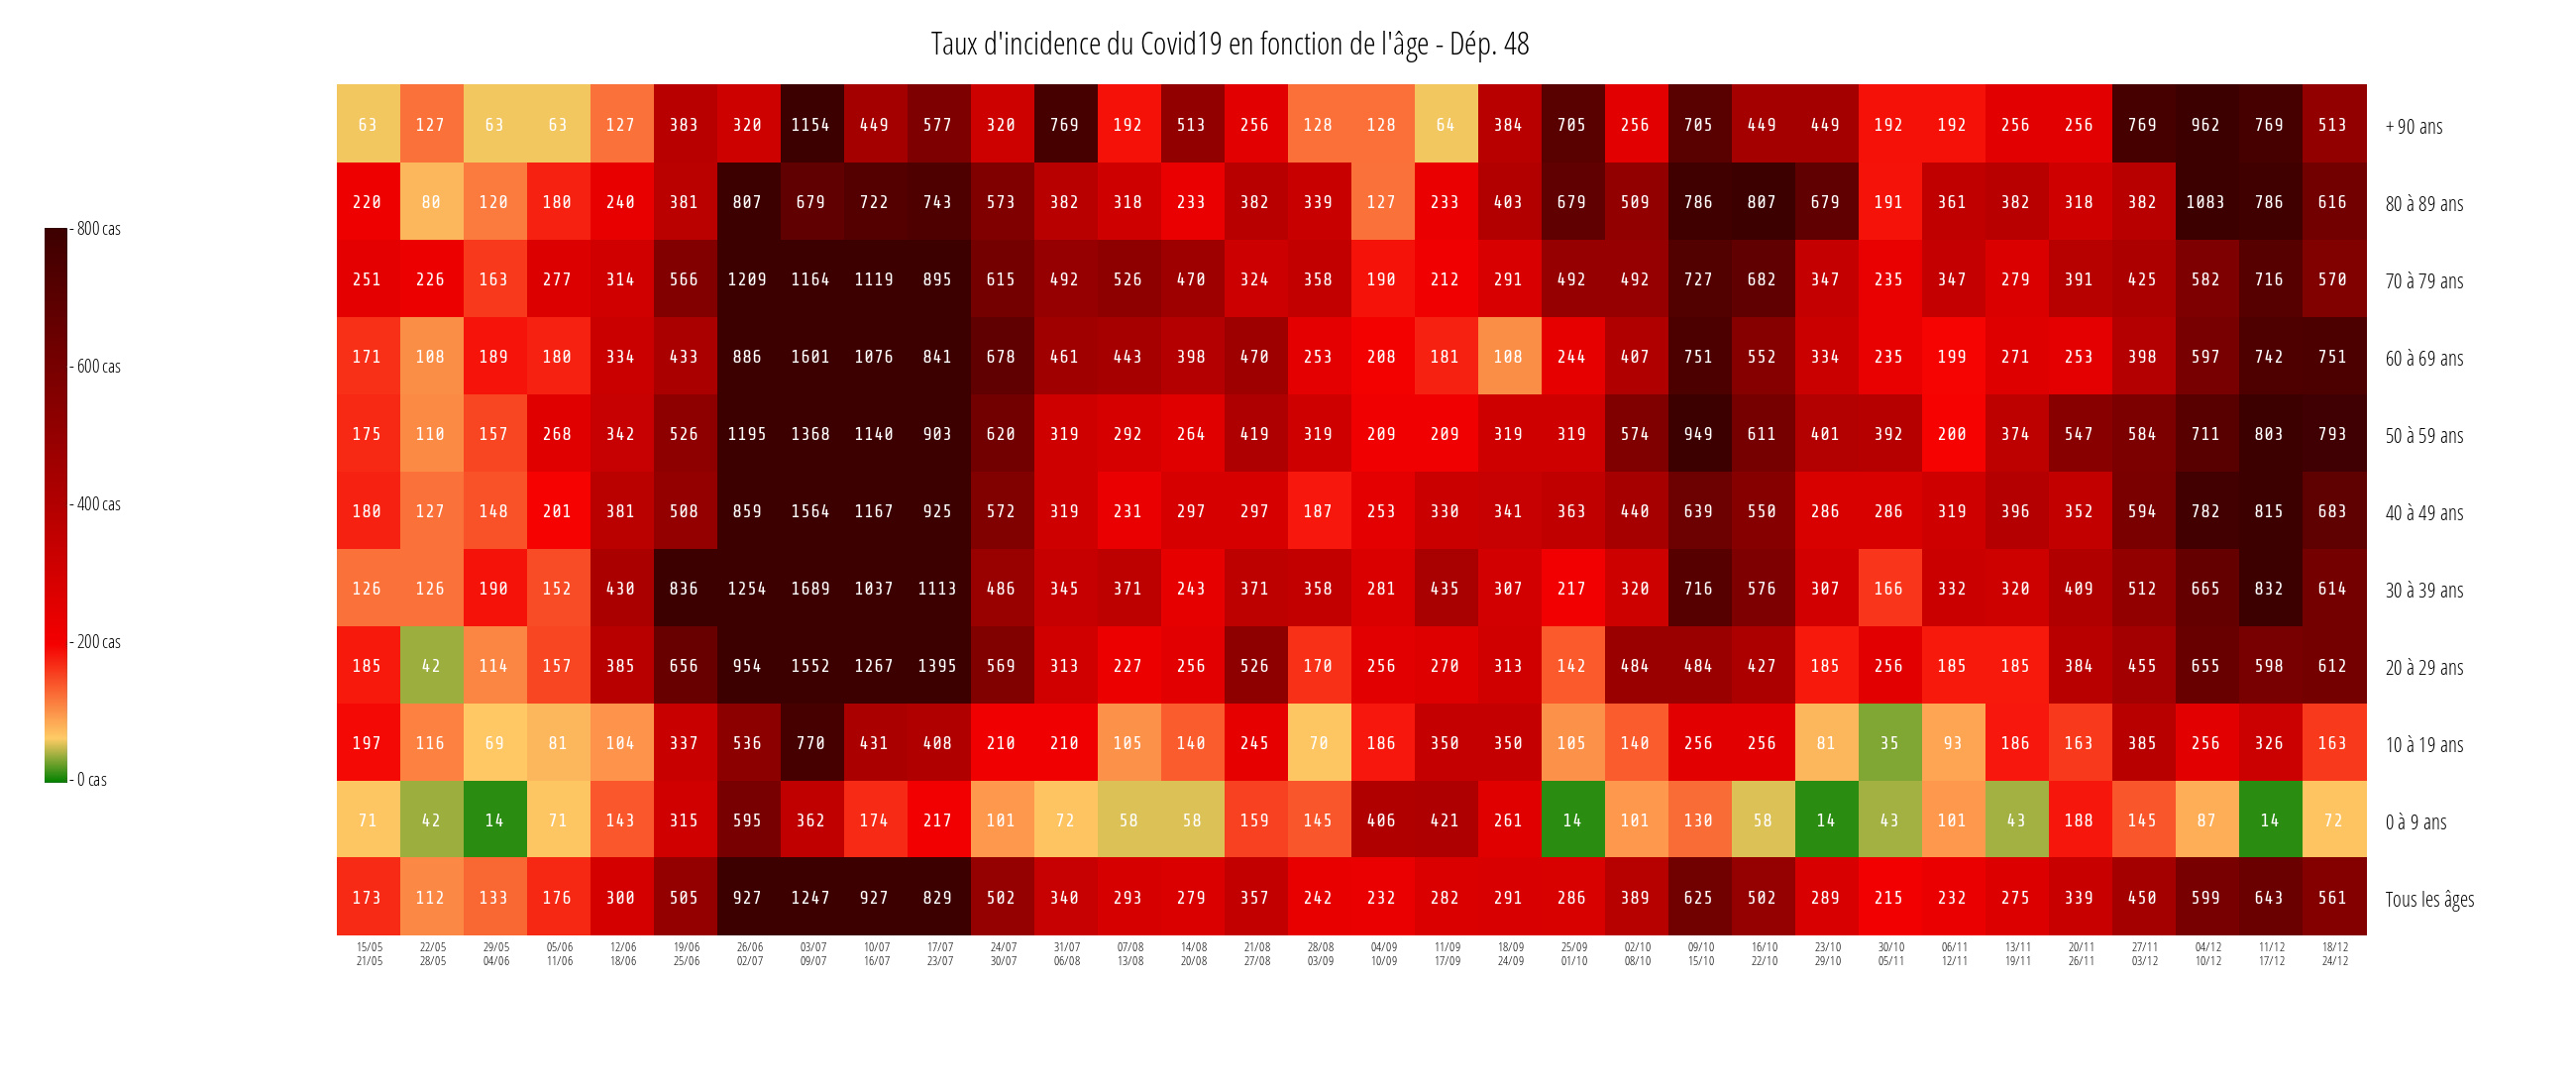 Taux d'incidence du Covid19 en fonction de l'âge - Dép. 48
63 127 63 63 127 383 320 1154 449 577 320 769 192 513 256 128 128 64 384 705 256 705 449 449 192 192 256 256 769 962 769 513 + 90 ans
220 80 120 180 240 381 807 679 722 743 573 382 318 233 382 339 127 233 403 679 509 786 807 679 191 361 382 318 382 1083 786 616 80 à 89 ans
- 800 cas
251 226 163 277 314 566 1209 1164 1119 895 615 492 526 470 324 358 190 212 291 492 492 727 682 347 235 347 279 391 425 582 716 570 70 à 79 ans
171 108 189 180 334 433 886 1601 1076 841 678 461 443 398 470 253 208 181 108 244 407 751 552 334 235 199 271 253 398 597 742 751 60 à 69 ans
- 600 cas
175 110 157 268 342 526 1195 1368 1140 903 620 319 292 264 419 319 209 209 319 319 574 949 611 401 392 200 374 547 584 711 803 793 50 à 59 ans
- 400 cas
180 127 148 201 381 508 859 1564 1167 925 572 319 231 297 297 187 253 330 341 363 440 639 550 286 286 319 396 352 594 782 815 683 40 à 49 ans
126 126 190 152 430 836 1254 1689 1037 1113 486 345 371 243 371 358 281 435 307 217 320 716 576 307 166 332 320 409 512 665 832 614 30 à 39 ans
- 200 cas
185 42 114 157 385 656 954 1552 1267 1395 569 313 227 256 526 170 256 270 313 142 484 484 427 185 256 185 185 384 455 655 598 612 20 à 29 ans
197 116 69 81 104 337 536 770 431 408 210 210 105 140 245 70 186 350 350 105 140 256 256 81 35 93 186 163 385 256 326 163 10 à 19 ans
- 0 cas
71 42 14 71 143 315 595 362 174 217 101 72 58 58 159 145 406 421 261 14 101 130 58 14 43 101 43 188 145 87 14 72 0 à 9 ans
173 112 133 176 300 505 927 1247 927 829 502 340 293 279 357 242 232 282 291 286 389 625 502 289 215 232 275 339 450 599 643 561 Tous les âges
15/05 22/05 29/05 05/06 12/06 19/06 26/06 03/07 10/07 17/07 24/07 31/07 07/08 14/08 21/08 28/08 04/09 11/09 18/09 25/09 02/10 09/10 16/10 23/10 30/10 06/11 13/11 20/11 27/11 04/12 11/12 18/12
21/05 28/05 04/06 11/06 18/06 25/06 02/07 09/07 16/07 23/07 30/07 06/08 13/08 20/08 27/08 03/09 10/09 17/09 24/09 01/10 08/10 15/10 22/10 29/10 05/11 12/11 19/11 26/11 03/12 10/12 17/12 24/12